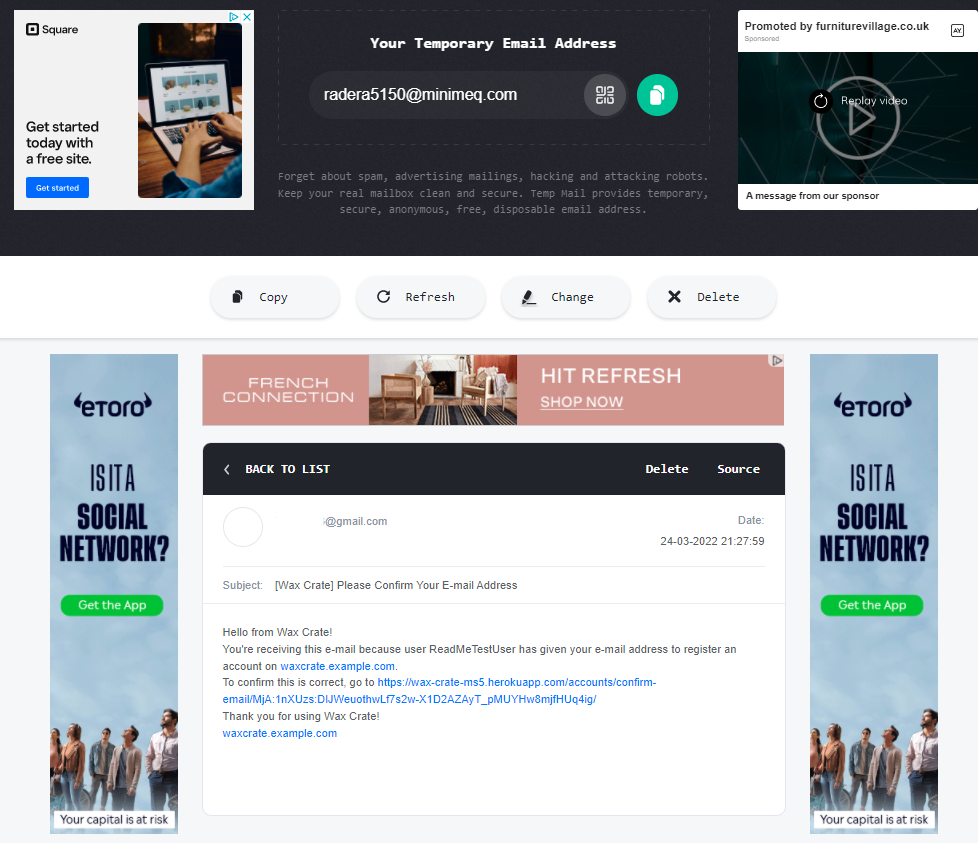 Square
Get started
today with
a free site.
Get started
Your Temporary Email Address
radera5150@minimeq.com
Forget about spam, advertising mailings, hacking and attacking robots.
Keep your real mailbox clean and secure. Temp Mail provides temporary,
secure, anonymous, free, disposable email address.
Promoted by furniturevillage.co.uk
Sponsored
AY
Replay video
A message from our sponsor
Copy
Refresh
Change
Delete
eToro
IS IT A
SOCIAL
NETWORK?
Get the App
Your capital is at risk
FRENCH
CONNECTION
HIT REFRESH
SHOP NOW
BACK TO LIST
Delete
Source
@gmail.com
Date:
24-03-2022 21:27:59
Subject: [Wax Crate] Please Confirm Your E-mail Address
Hello from Wax Crate!
You're receiving this e-mail because user ReadMeTestUser has given your e-mail address to register an
account on waxcrate.example.com.
To confirm this is correct, go to https://wax-crate-ms5.herokuapp.com/accounts/confirm-
email/MjA:1nXUzs:DIJWeuothwLf7s2w-X1D2AZAyT_pMUYHw8mjfHUq4ig/
Thank you for using Wax Crate!
waxcrate.example.com
eToro
IS IT A
SOCIAL
NETWORK?
Get the App
Your capital is at risk